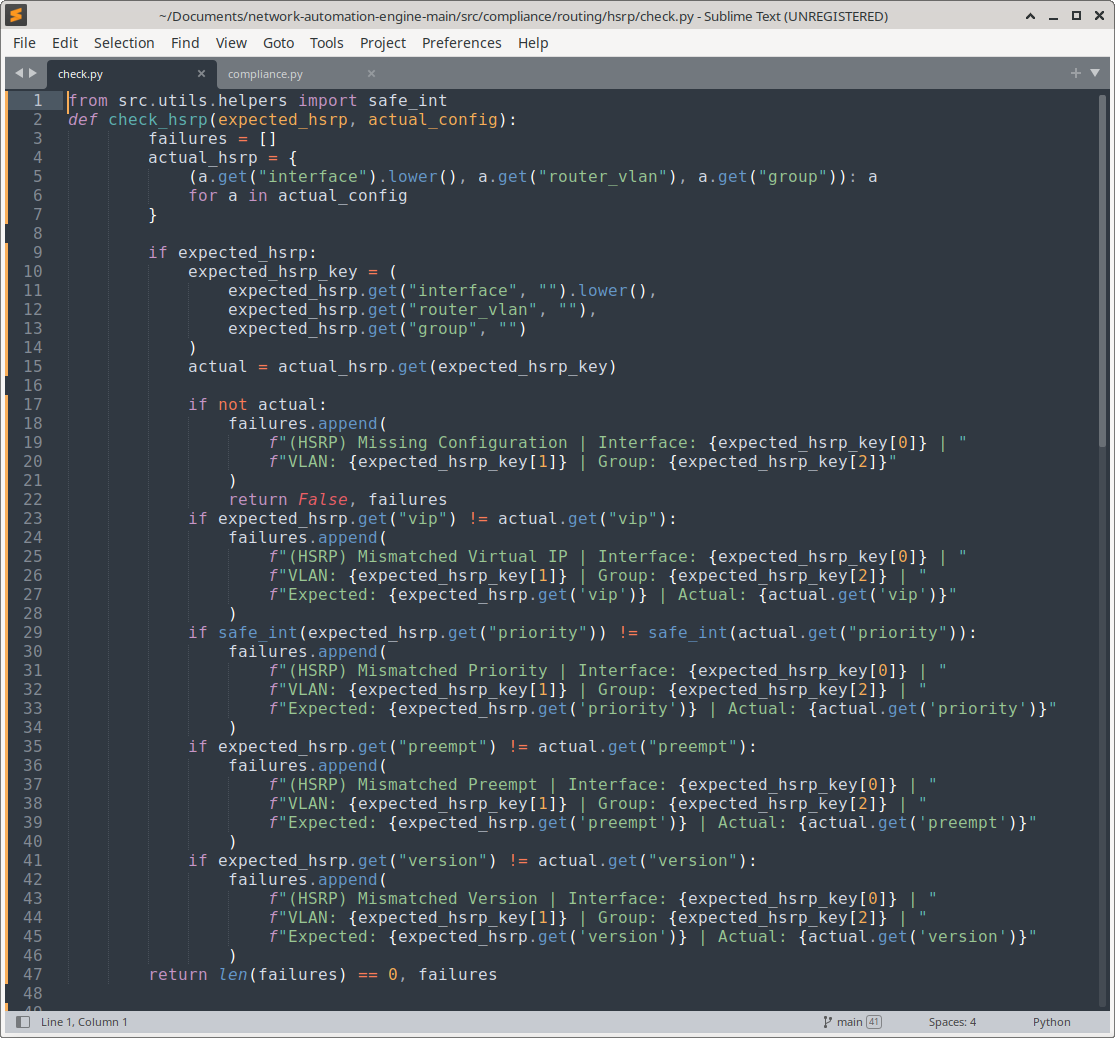 ~/Documents/network-automation-engine-main/src/compliance/routing/hsrp/check.py - Sublime Text (UNREGISTERED)
File Edit Selection Find View Goto Tools Project Preferences Help
check.py × compliance.py ×
1 from src.utils.helpers import safe_int
2 def check_hsrp(expected_hsrp, actual_config):
3         failures = []
4         actual_hsrp = {
5             (a.get("interface").lower(), a.get("router_vlan"), a.get("group")): a
6             for a in actual_config
7         }
8
9         if expected_hsrp:
10             expected_hsrp_key = (
11                 expected_hsrp.get("interface", "").lower(),
12                 expected_hsrp.get("router_vlan", ""),
13                 expected_hsrp.get("group", "")
14             )
15             actual = actual_hsrp.get(expected_hsrp_key)
16
17             if not actual:
18                 failures.append(
19                     f"(HSRP) Missing Configuration | Interface: {expected_hsrp_key[0]} | "
20                     f"VLAN: {expected_hsrp_key[1]} | Group: {expected_hsrp_key[2]}"
21                 )
22                 return False, failures
23             if expected_hsrp.get("vip") != actual.get("vip"):
24                 failures.append(
25                     f"(HSRP) Mismatched Virtual IP | Interface: {expected_hsrp_key[0]} | "
26                     f"VLAN: {expected_hsrp_key[1]} | Group: {expected_hsrp_key[2]} | "
27                     f"Expected: {expected_hsrp.get('vip')} | Actual: {actual.get('vip')}"
28                 )
29             if safe_int(expected_hsrp.get("priority")) != safe_int(actual.get("priority")):
30                 failures.append(
31                     f"(HSRP) Mismatched Priority | Interface: {expected_hsrp_key[0]} | "
32                     f"VLAN: {expected_hsrp_key[1]} | Group: {expected_hsrp_key[2]} | "
33                     f"Expected: {expected_hsrp.get('priority')} | Actual: {actual.get('priority')}"
34                 )
35             if expected_hsrp.get("preempt") != actual.get("preempt"):
36                 failures.append(
37                     f"(HSRP) Mismatched Preempt | Interface: {expected_hsrp_key[0]} | "
38                     f"VLAN: {expected_hsrp_key[1]} | Group: {expected_hsrp_key[2]} | "
39                     f"Expected: {expected_hsrp.get('preempt')} | Actual: {actual.get('preempt')}"
40                 )
41             if expected_hsrp.get("version") != actual.get("version"):
42                 failures.append(
43                     f"(HSRP) Mismatched Version | Interface: {expected_hsrp_key[0]} | "
44                     f"VLAN: {expected_hsrp_key[1]} | Group: {expected_hsrp_key[2]} | "
45                     f"Expected: {expected_hsrp.get('version')} | Actual: {actual.get('version')}"
46                 )
47         return len(failures) == 0, failures
48
49
Line 1, Column 1 main 41 Spaces: 4 Python